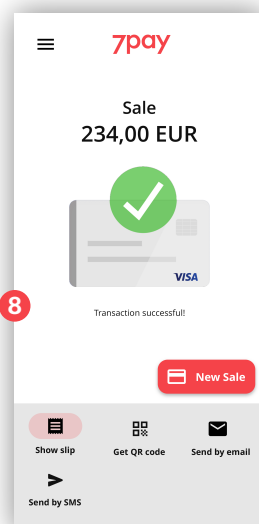 7pay
Sale
234,00 EUR
VISA
8
Transaction successful!
New Sale
Show slip
Get QR code
Send by email
Send by SMS